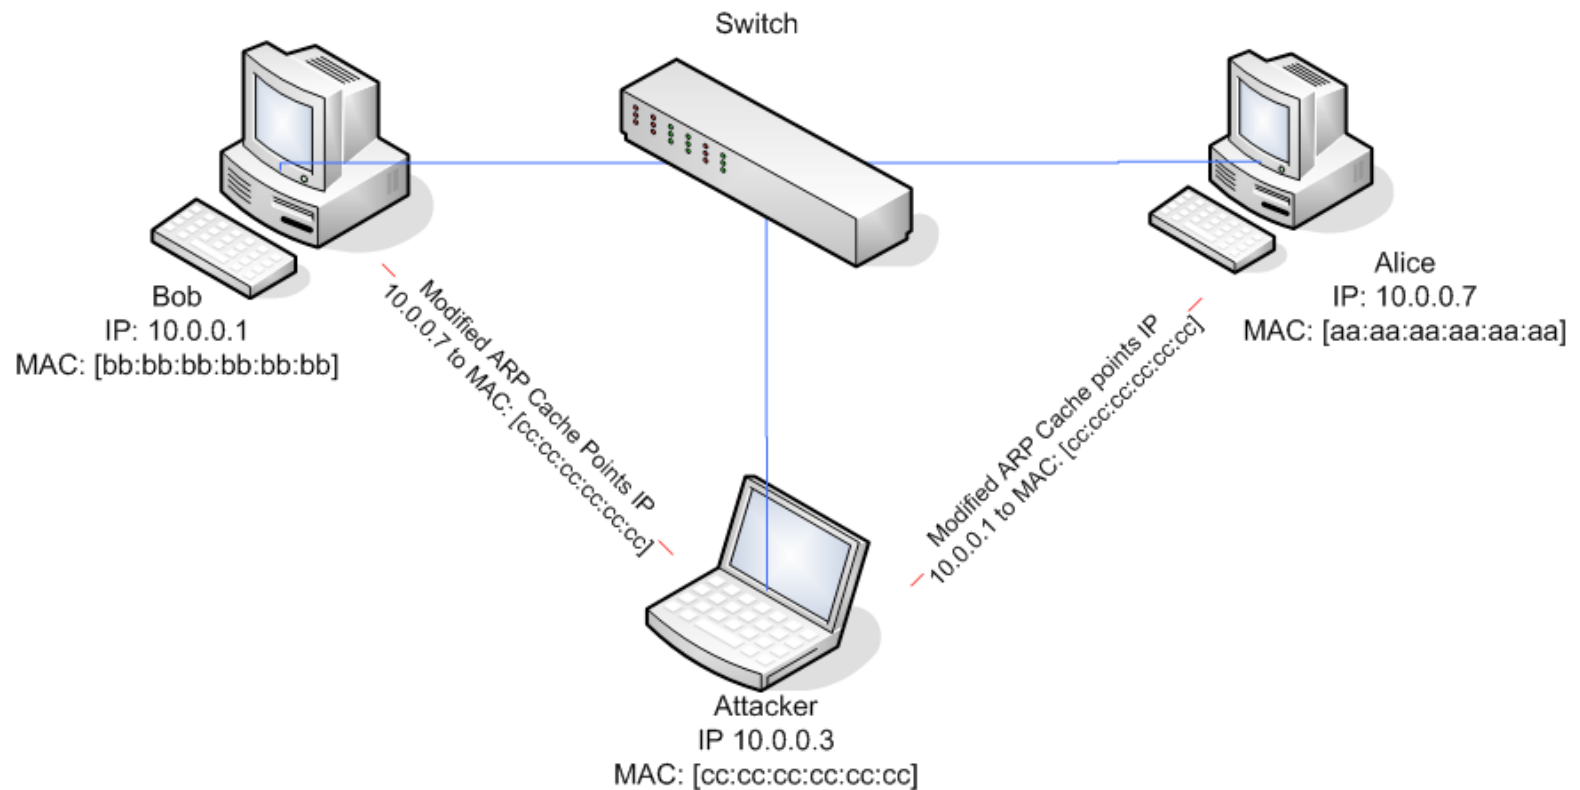 Switch
Bob
IP: 10.0.0.1
MAC: [bb:bb:bb:bb:bb:bb]
Alice
IP: 10.0.0.7
MAC: [aa:aa:aa:aa:aa:aa]
Modified ARP Cache Points IP
10.0.0.7 to MAC: [cc:cc:cc:cc:cc:cc]
Modified ARP Cache points IP
10.0.0.1 to MAC: [cc:cc:cc:cc:cc:cc]
Attacker
IP 10.0.0.3
MAC: [cc:cc:cc:cc:cc:cc]